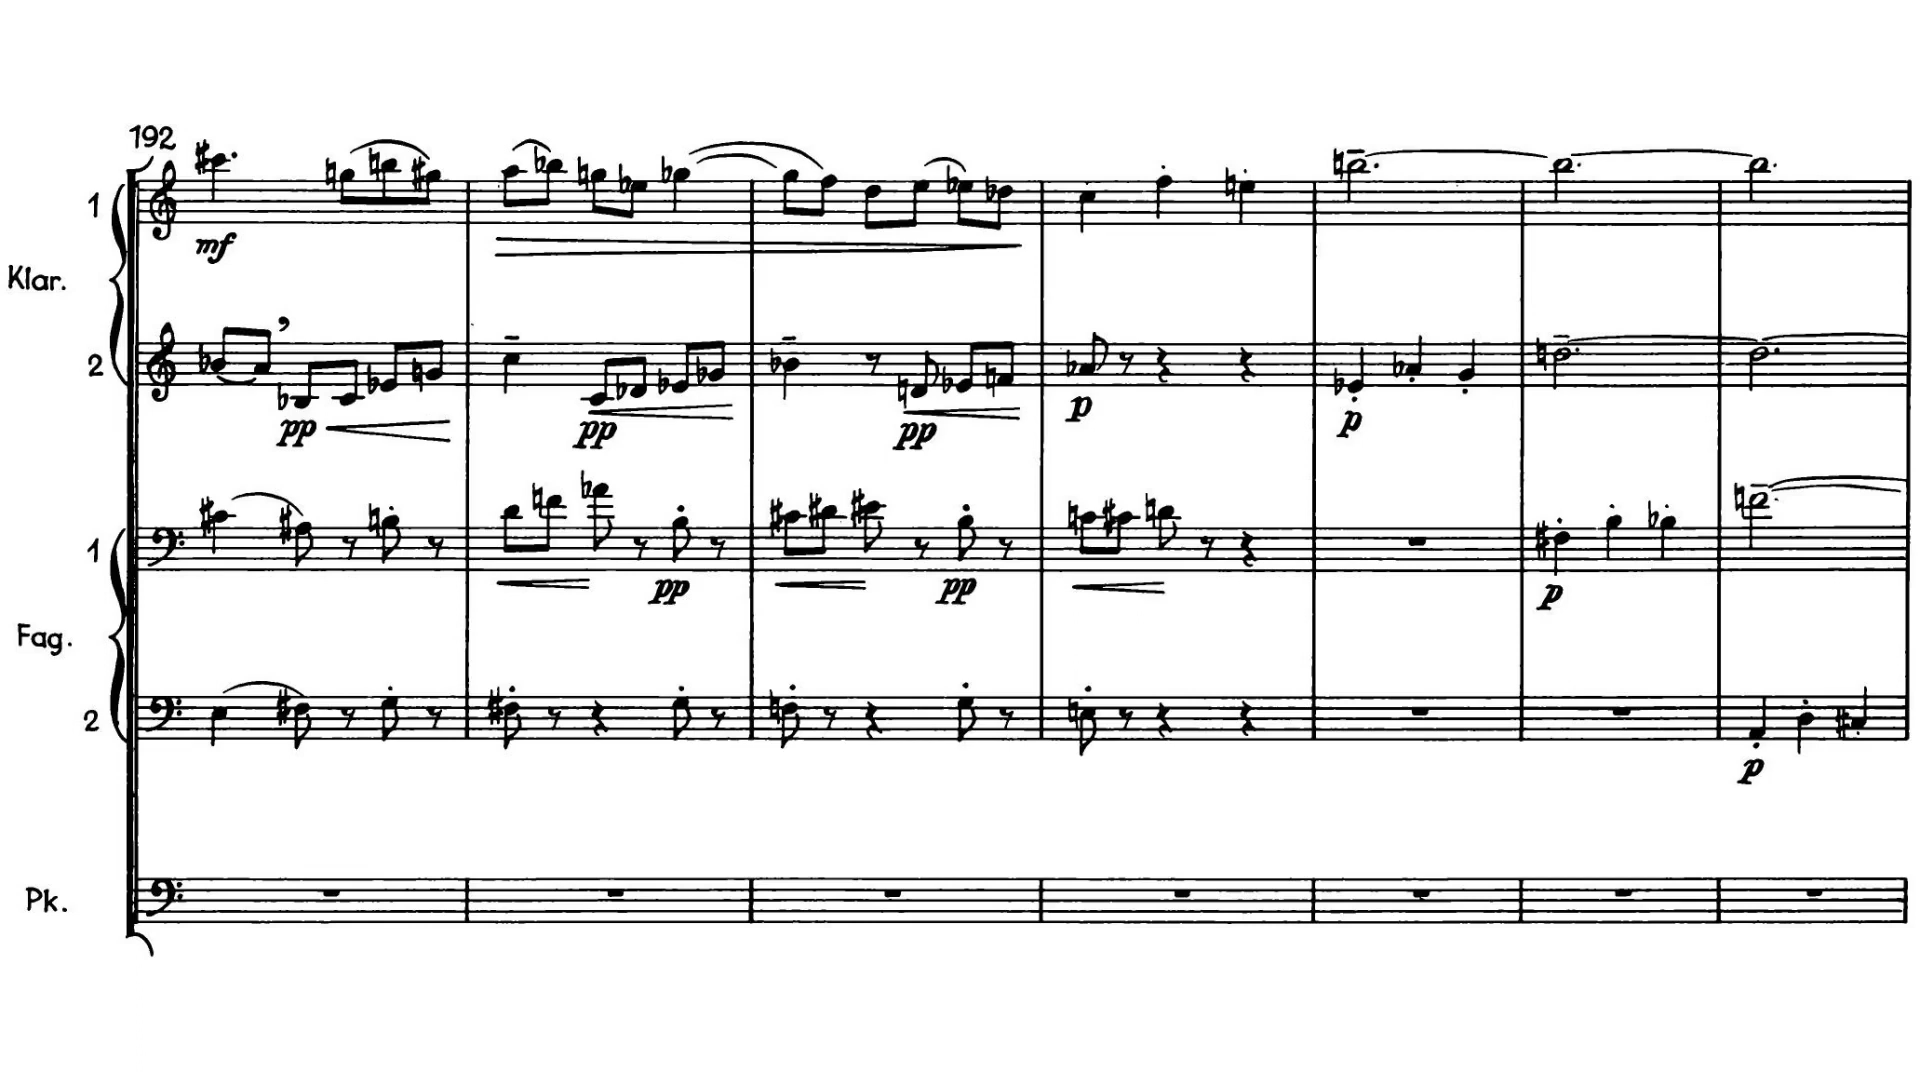 192
1
mf
Klar.
2
pp pp pp p p
1
pp pp p
Fag.
2
p
Pk.